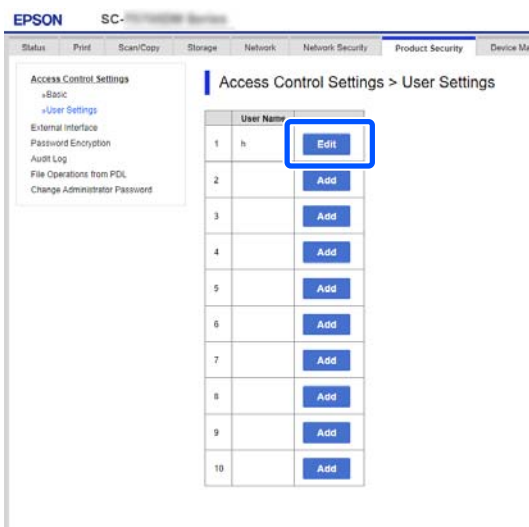 EPSON SC-
Status Print Scan/Copy Storage Network Network Security Product Security Device Ma
Access Control Settings
»Basic
»User Settings
External Interface
Password Encryption
Audit Log
File Operations from PDL
Change Administrator Password
Access Control Settings > User Settings
User Name
1 h Edit
2 Add
3 Add
4 Add
5 Add
6 Add
7 Add
8 Add
9 Add
10 Add